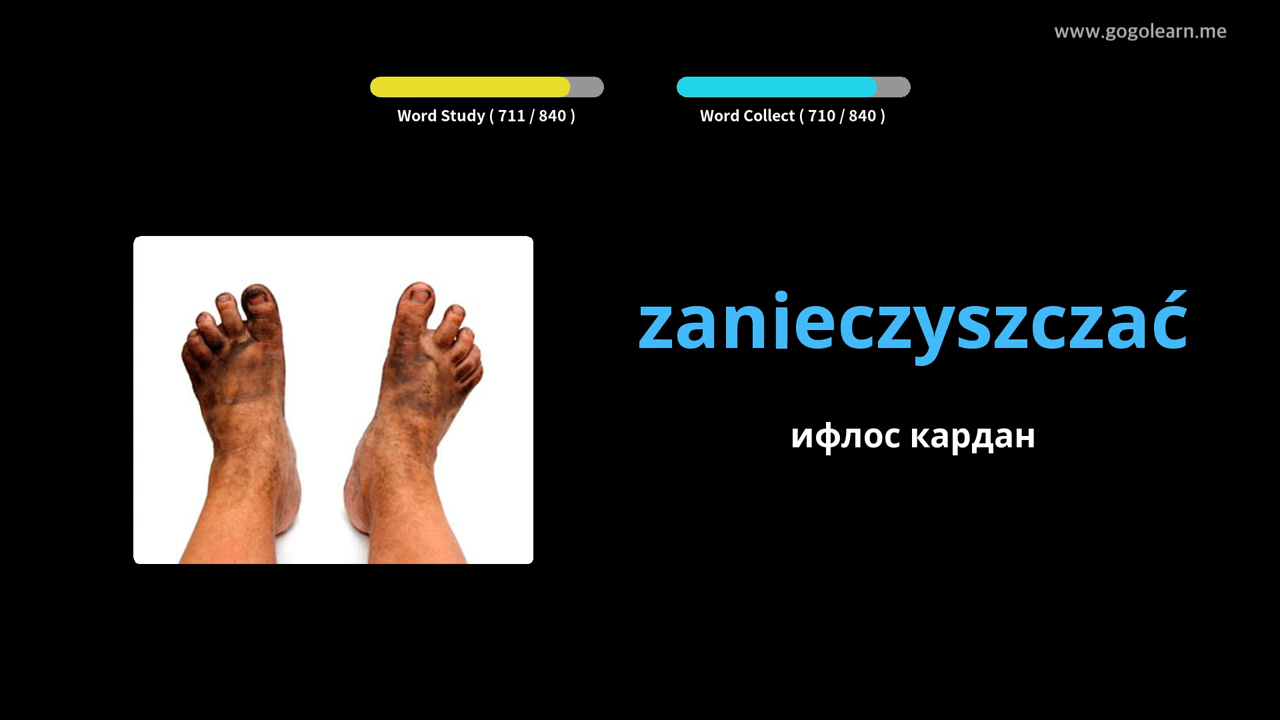 www.gogolearn.me
Word Study ( 711 / 840 )
Word Collect ( 710 / 840 )
zanieczyszczać
ифлос кардан